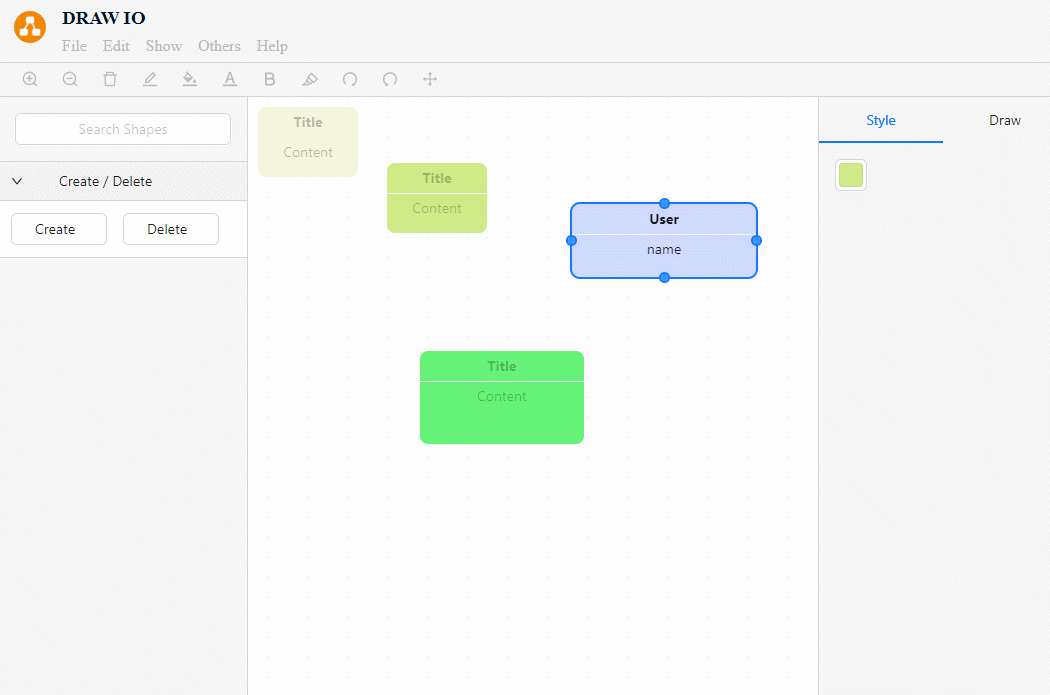 DRAW IO
File Edit Show Others Help
A B
Search Shapes
Create / Delete
Create Delete
Title
Content
Title
Content
User
name
Title
Content
Style Draw